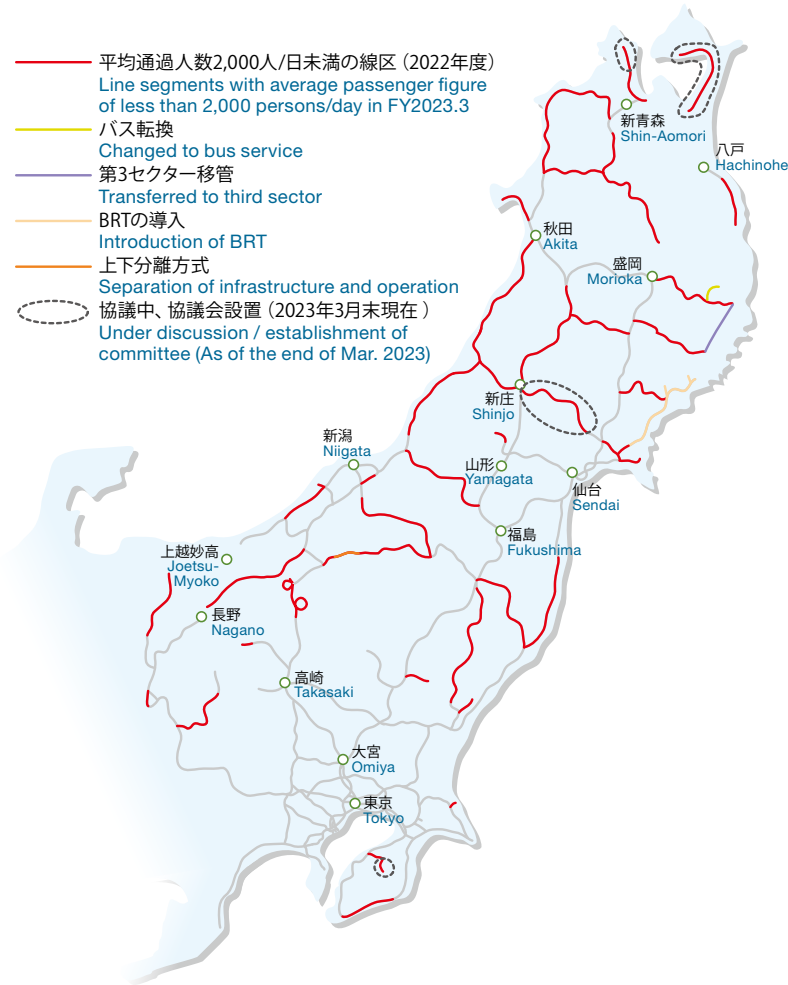 平均通過人数2,000人/日未満の線区（2022年度）
Line segments with average passenger figure
of less than 2,000 persons/day in FY2023.3
バス転換
Changed to bus service
第3セクター移管
Transferred to third sector
BRTの導入
Introduction of BRT
上下分離方式
Separation of infrastructure and operation
協議中、協議会設置（2023年3月末現在 ）
Under discussion / establishment of
committee (As of the end of Mar. 2023)
新青森
Shin-Aomori
八戸
Hachinohe
秋田
Akita
盛岡
Morioka
新庄
Shinjo
新潟
Niigata
山形
Yamagata
仙台
Sendai
福島
Fukushima
上越妙高
Joetsu-
Myoko
長野
Nagano
高崎
Takasaki
大宮
Omiya
東京
Tokyo